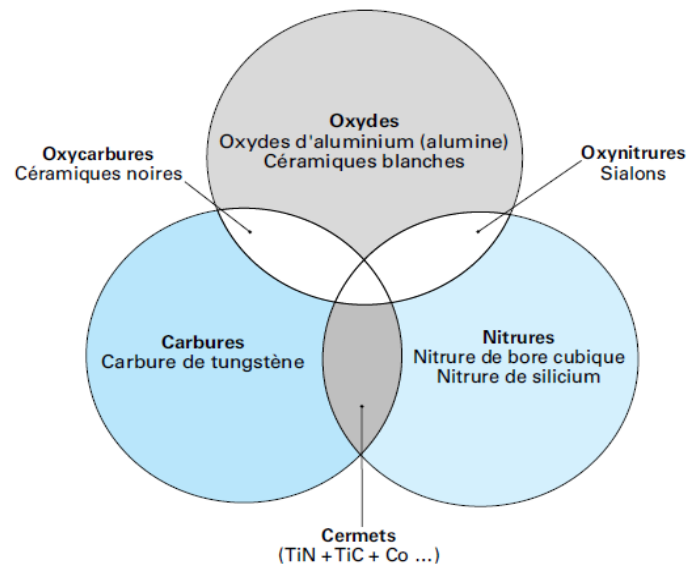 Oxydes
Oxydes d'aluminium (alumine)
Céramiques blanches
Oxycarbures
Céramiques noires
Oxynitrures
Sialons
Carbures
Carbure de tungstène
Nitrures
Nitrure de bore cubique
Nitrure de silicium
Cermets
(TiN + TiC + Co ...)